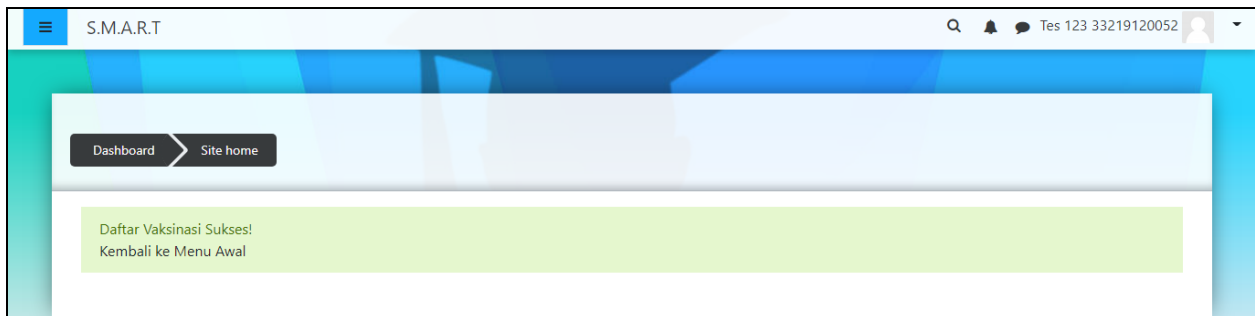 S.M.A.R.T
Tes 123 33219120052
Dashboard
Site home
Daftar Vaksinasi Sukses!
Kembali ke Menu Awal